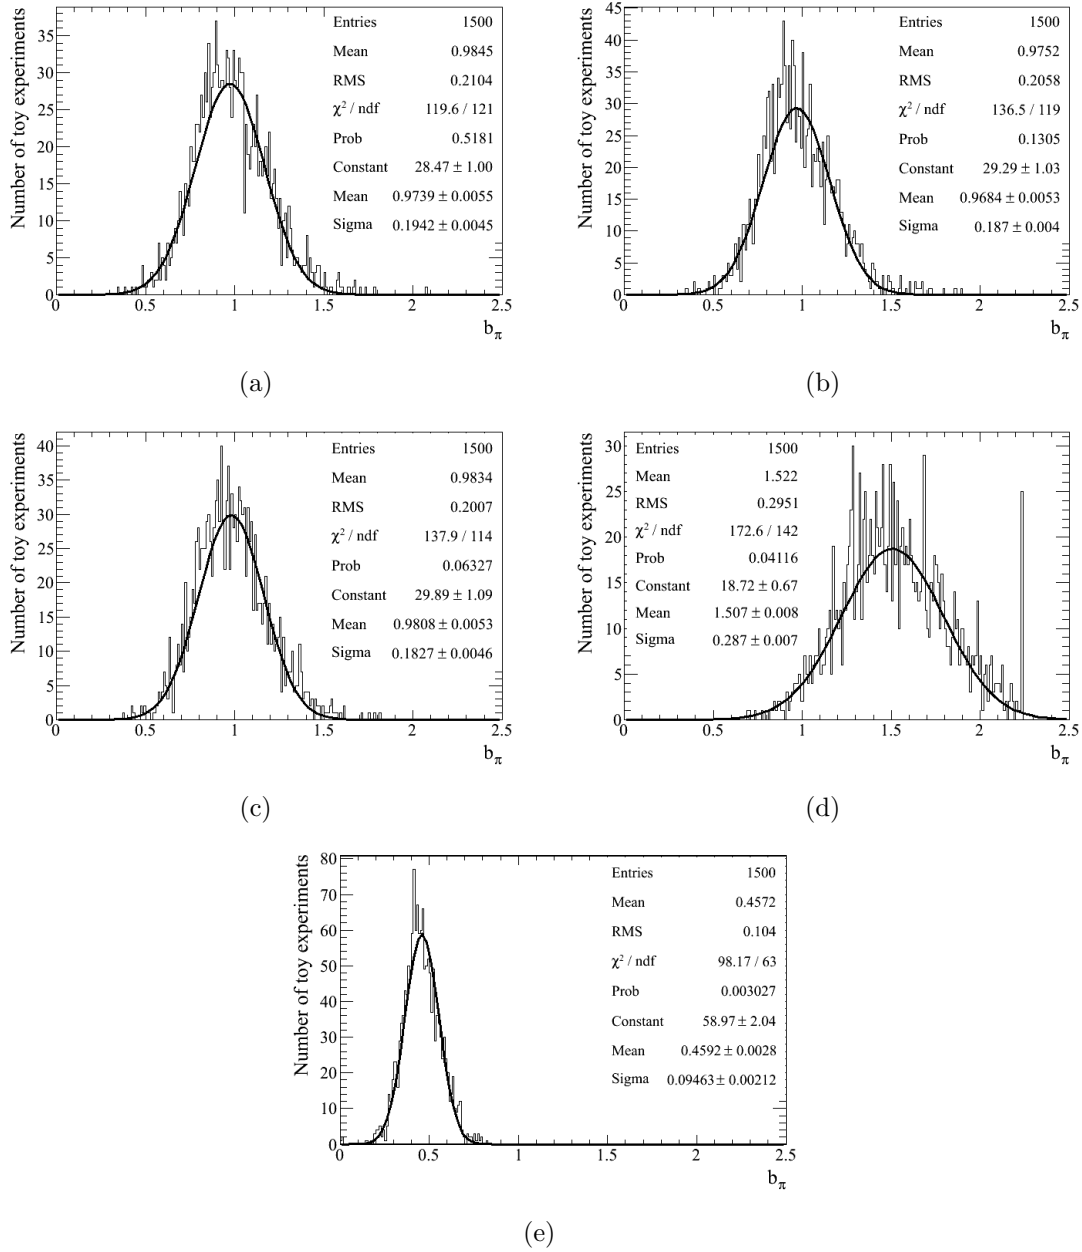 Number of toy experiments
35
30
25
20
15
10
5
0
0 0.5 1 1.5 2 2.5
b_π
Entries 1500
Mean 0.9845
RMS 0.2104
χ² / ndf 119.6 / 121
Prob 0.5181
Constant 28.47 ± 1.00
Mean 0.9739 ± 0.0055
Sigma 0.1942 ± 0.0045
(a)
Number of toy experiments
45
40
35
30
25
20
15
10
5
0
0 0.5 1 1.5 2 2.5
b_π
Entries 1500
Mean 0.9752
RMS 0.2058
χ² / ndf 136.5 / 119
Prob 0.1305
Constant 29.29 ± 1.03
Mean 0.9684 ± 0.0053
Sigma 0.187 ± 0.004
(b)
Number of toy experiments
40
35
30
25
20
15
10
5
0
0 0.5 1 1.5 2 2.5
b_π
Entries 1500
Mean 0.9834
RMS 0.2007
χ² / ndf 137.9 / 114
Prob 0.06327
Constant 29.89 ± 1.09
Mean 0.9808 ± 0.0053
Sigma 0.1827 ± 0.0046
(c)
Number of toy experiments
30
25
20
15
10
5
0
0 0.5 1 1.5 2 2.5
b_π
Entries 1500
Mean 1.522
RMS 0.2951
χ² / ndf 172.6 / 142
Prob 0.04116
Constant 18.72 ± 0.67
Mean 1.507 ± 0.008
Sigma 0.287 ± 0.007
(d)
Number of toy experiments
80
70
60
50
40
30
20
10
0
0 0.5 1 1.5 2 2.5
b_π
Entries 1500
Mean 0.4572
RMS 0.104
χ² / ndf 98.17 / 63
Prob 0.003027
Constant 58.97 ± 2.04
Mean 0.4592 ± 0.0028
Sigma 0.09463 ± 0.00212
(e)